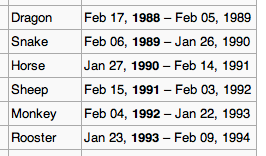 Dragon Feb 17, 1988 – Feb 05, 1989
Snake Feb 06, 1989 – Jan 26, 1990
Horse Jan 27, 1990 – Feb 14, 1991
Sheep Feb 15, 1991 – Feb 03, 1992
Monkey Feb 04, 1992 – Jan 22, 1993
Rooster Jan 23, 1993 – Feb 09, 1994